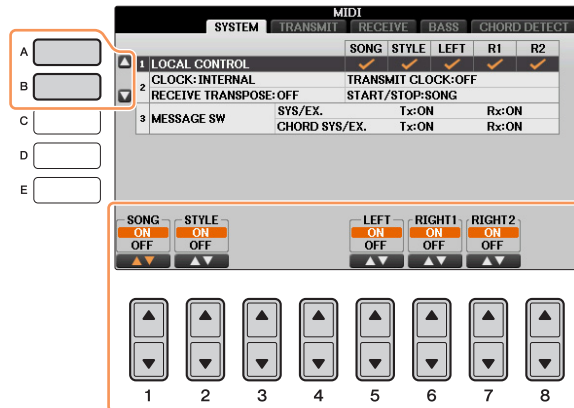 MIDI
SYSTEM TRANSMIT RECEIVE BASS CHORD DETECT
SONG STYLE LEFT R1 R2
A
1 LOCAL CONTROL
B
2 CLOCK:INTERNAL TRANSMIT CLOCK:OFF
RECEIVE TRANSPOSE:OFF START/STOP:SONG
C
3 MESSAGE SW SYS/EX. Tx:ON Rx:ON
CHORD SYS/EX. Tx:ON Rx:ON
D
E
SONG STYLE LEFT RIGHT1 RIGHT2
ON ON ON ON ON
OFF OFF OFF OFF OFF
1 2 3 4 5 6 7 8